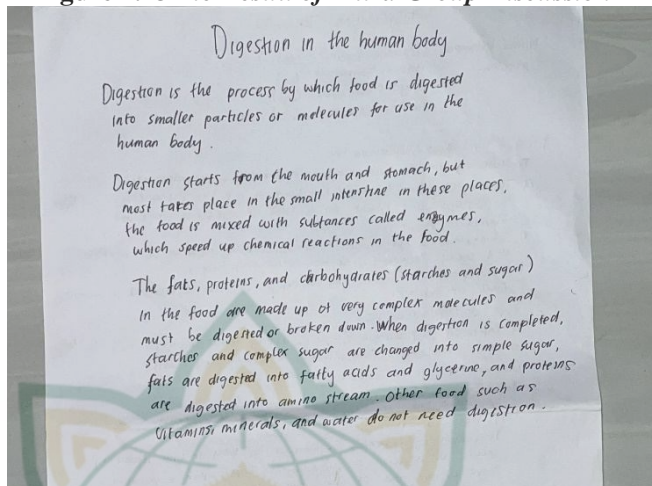 Digestion in the human body
Digestion is the process by which food is digested
into smaller particles or molecules for use in the
human body.
Digestion starts from the mouth and stomach, but
most takes place in the small intenstine in these places,
the food is mixed with subtances called enzymes,
which speed up chemical reactions in the food.
The fats, proteins, and carbohydrates (starches and sugar)
in the food are made up of very complex molecules and
must be digested or broken down. When digestion is completed,
starches and complex sugar are changed into simple sugar,
fats are digested into fatty acids and glycerine, and proteins
are digested into amino stream. Other food such as
vitamins, minerals, and water do not need digestion.